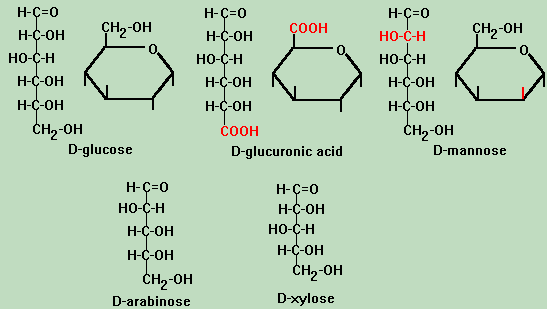 H-C=O
H-C-OH
HO-C-H
H-C-OH
H-C-OH
CH2-OH
CH2-OH
O
D-glucose
H-C=O
H-C-OH
HO-C-H
H-C-OH
H-C-OH
COOH
COOH
O
D-glucuronic acid
H-C=O
HO-C-H
HO-C-H
H-C-OH
H-C-OH
CH2-OH
CH2-OH
O
D-mannose
H-C=O
HO-C-H
H-C-OH
H-C-OH
CH2-OH
D-arabinose
H-C=O
H-C-OH
HO-C-H
H-C-OH
CH2-OH
D-xylose